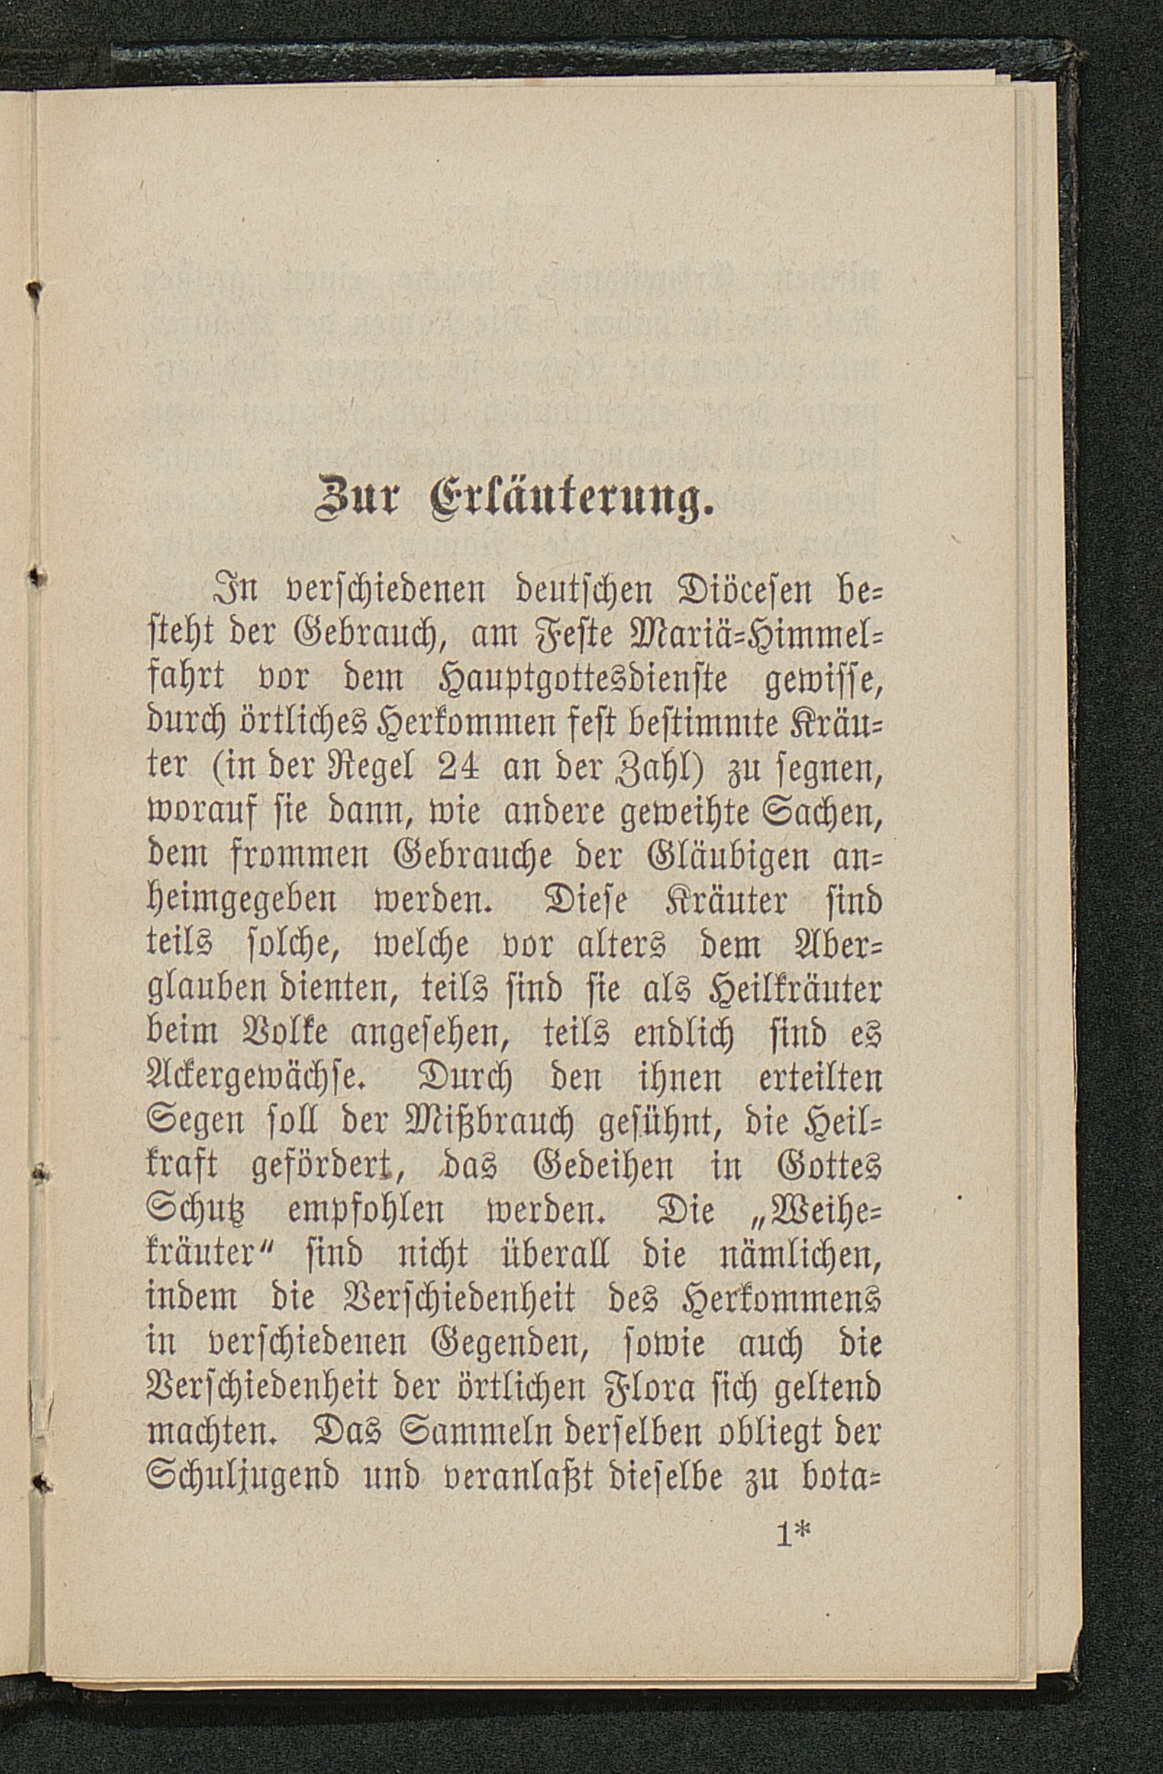 Zur Erläuterung.
In verschiedenen deutschen Diöcesen be-
steht der Gebrauch, am Feste Mariä-Himmel-
fahrt vor dem Hauptgottesdienste gewisse,
durch örtliches Herkommen fest bestimmte Kräu-
ter (in der Regel 24 an der Zahl) zu segnen,
worauf sie dann, wie andere geweihte Sachen,
dem frommen Gebrauche der Gläubigen an-
heimgegeben werden. Diese Kräuter sind
teils solche, welche vor alters dem Aber-
glauben dienten, teils sind sie als Heilkräuter
beim Volke angesehen, teils endlich sind es
Ackergewächse. Durch den ihnen erteilten
Segen soll der Mißbrauch gesühnt, die Heil-
kraft gefördert, das Gedeihen in Gottes
Schutz empfohlen werden. Die „Weihe-
kräuter“ sind nicht überall die nämlichen,
indem die Verschiedenheit des Herkommens
in verschiedenen Gegenden, sowie auch die
Verschiedenheit der örtlichen Flora sich geltend
machten. Das Sammeln derselben obliegt der
Schuljugend und veranlaßt dieselbe zu bota-
1*